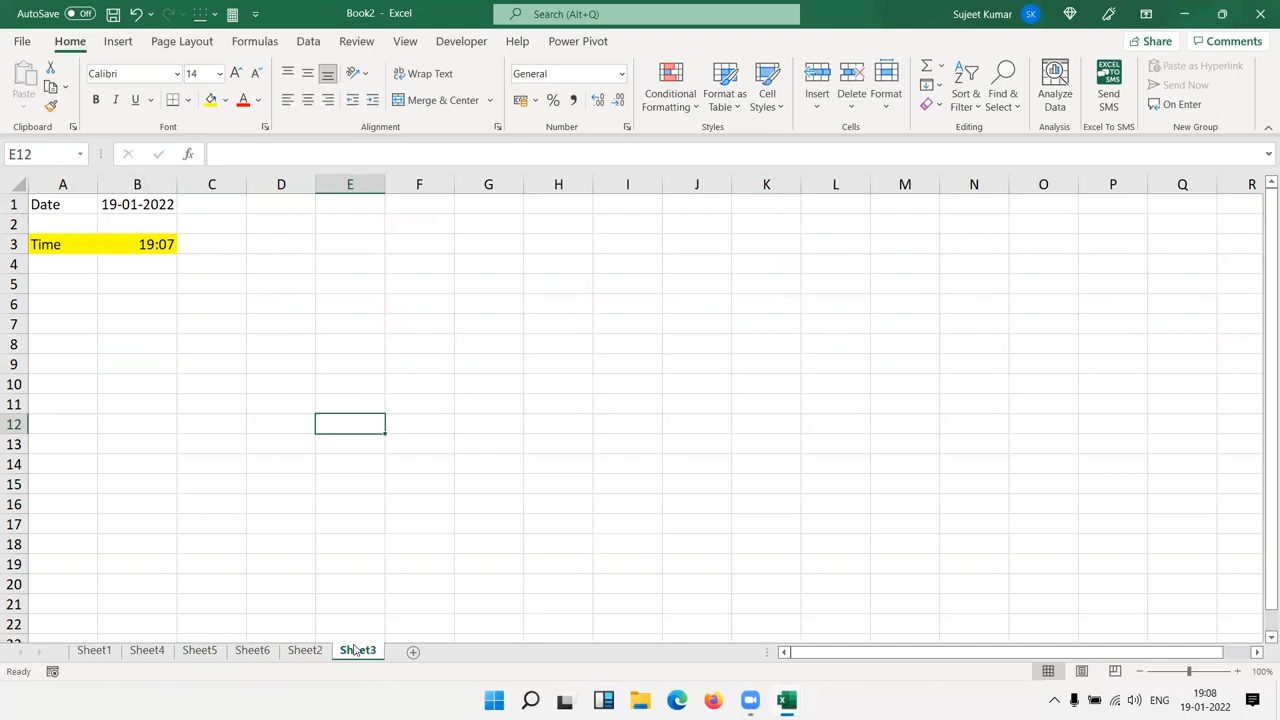 AutoSave Off Book2 - Excel Search (Alt+Q) Sujeet Kumar SK
File Home Insert Page Layout Formulas Data Review View Developer Help Power Pivot Share Comments
Paste Calibri 14 Wrap Text General Conditional Formatting Format as Table Cell Styles Insert Delete Format Sort & Filter Find & Select Analyze Data Send SMS Paste as Hyperlink
B I U Merge & Center Send Now
On Enter
Clipboard Font Alignment Number Styles Cells Editing Analysis Excel To SMS New Group
E12 fx
A B C D E F G H I J K L M N O P Q R
1 Date 19-01-2022
2
3 Time 19:07
4
5
6
7
8
9
10
11
12
13
14
15
16
17
18
19
20
21
22
Sheet1 Sheet4 Sheet5 Sheet6 Sheet2 Sheet3
Ready 100%
ENG 19:08
19-01-2022